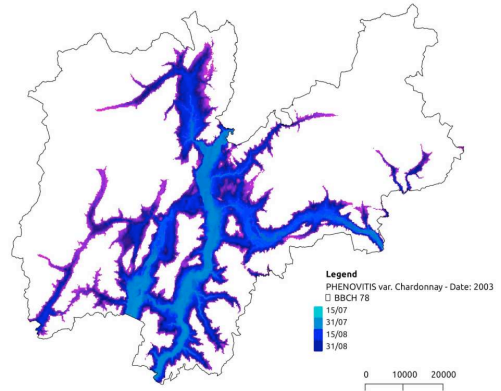 Legend
PHENOVITIS var. Chardonnay - Date: 2003
BBCH 78
15/07
31/07
15/08
31/08
0 10000 20000